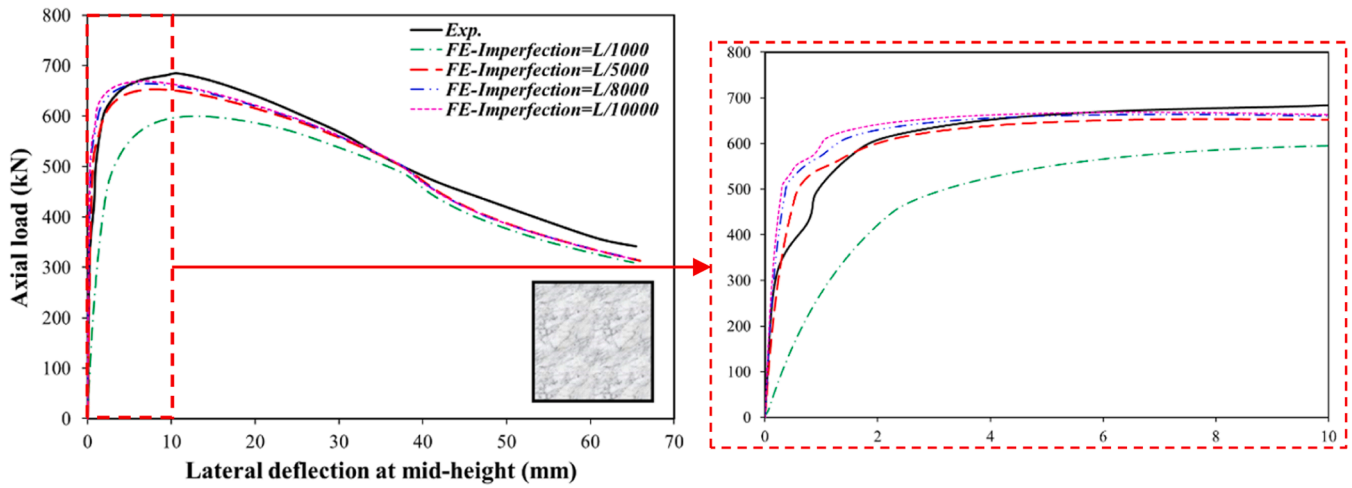 800
700
600
500
400
300
200
100
0
Axial load (kN)
0 10 20 30 40 50 60 70
Lateral deflection at mid-height (mm)
Exp.
FE-Imperfection=L/1000
FE-Imperfection=L/5000
FE-Imperfection=L/8000
FE-Imperfection=L/10000
800
700
600
500
400
300
200
100
0
0 2 4 6 8 10